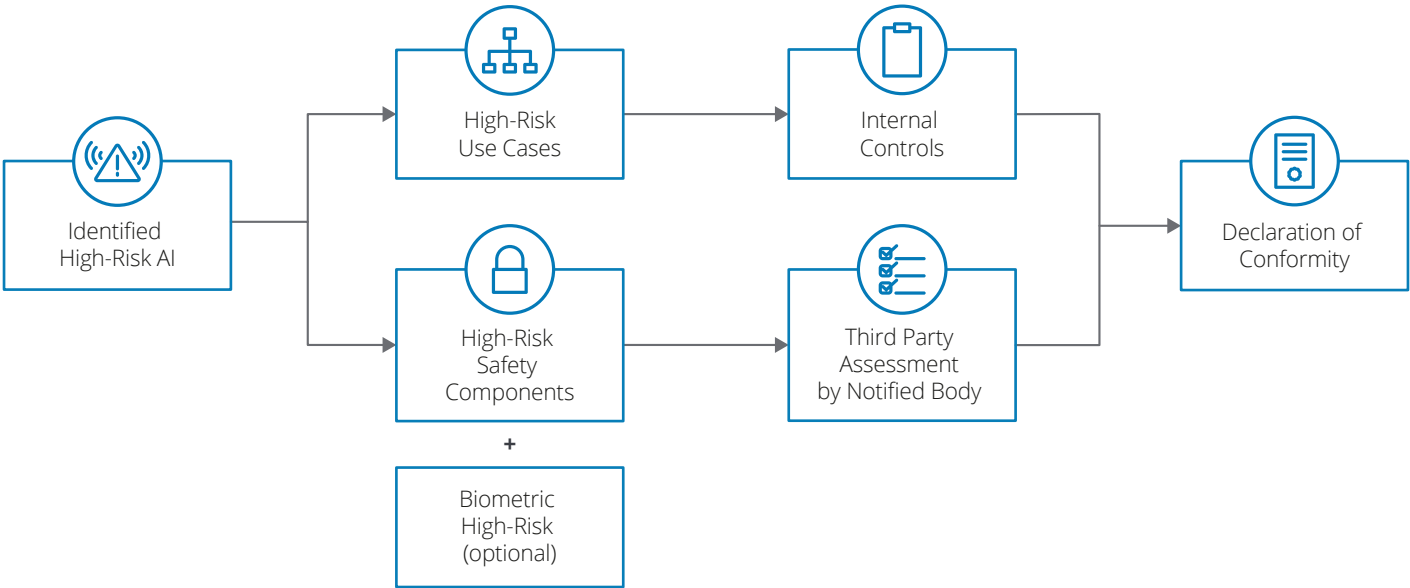 Identified
High-Risk AI
High-Risk
Use Cases
Internal
Controls
High-Risk
Safety
Components
Third Party
Assessment
by Notified Body
+
Biometric
High-Risk
(optional)
Declaration of
Conformity